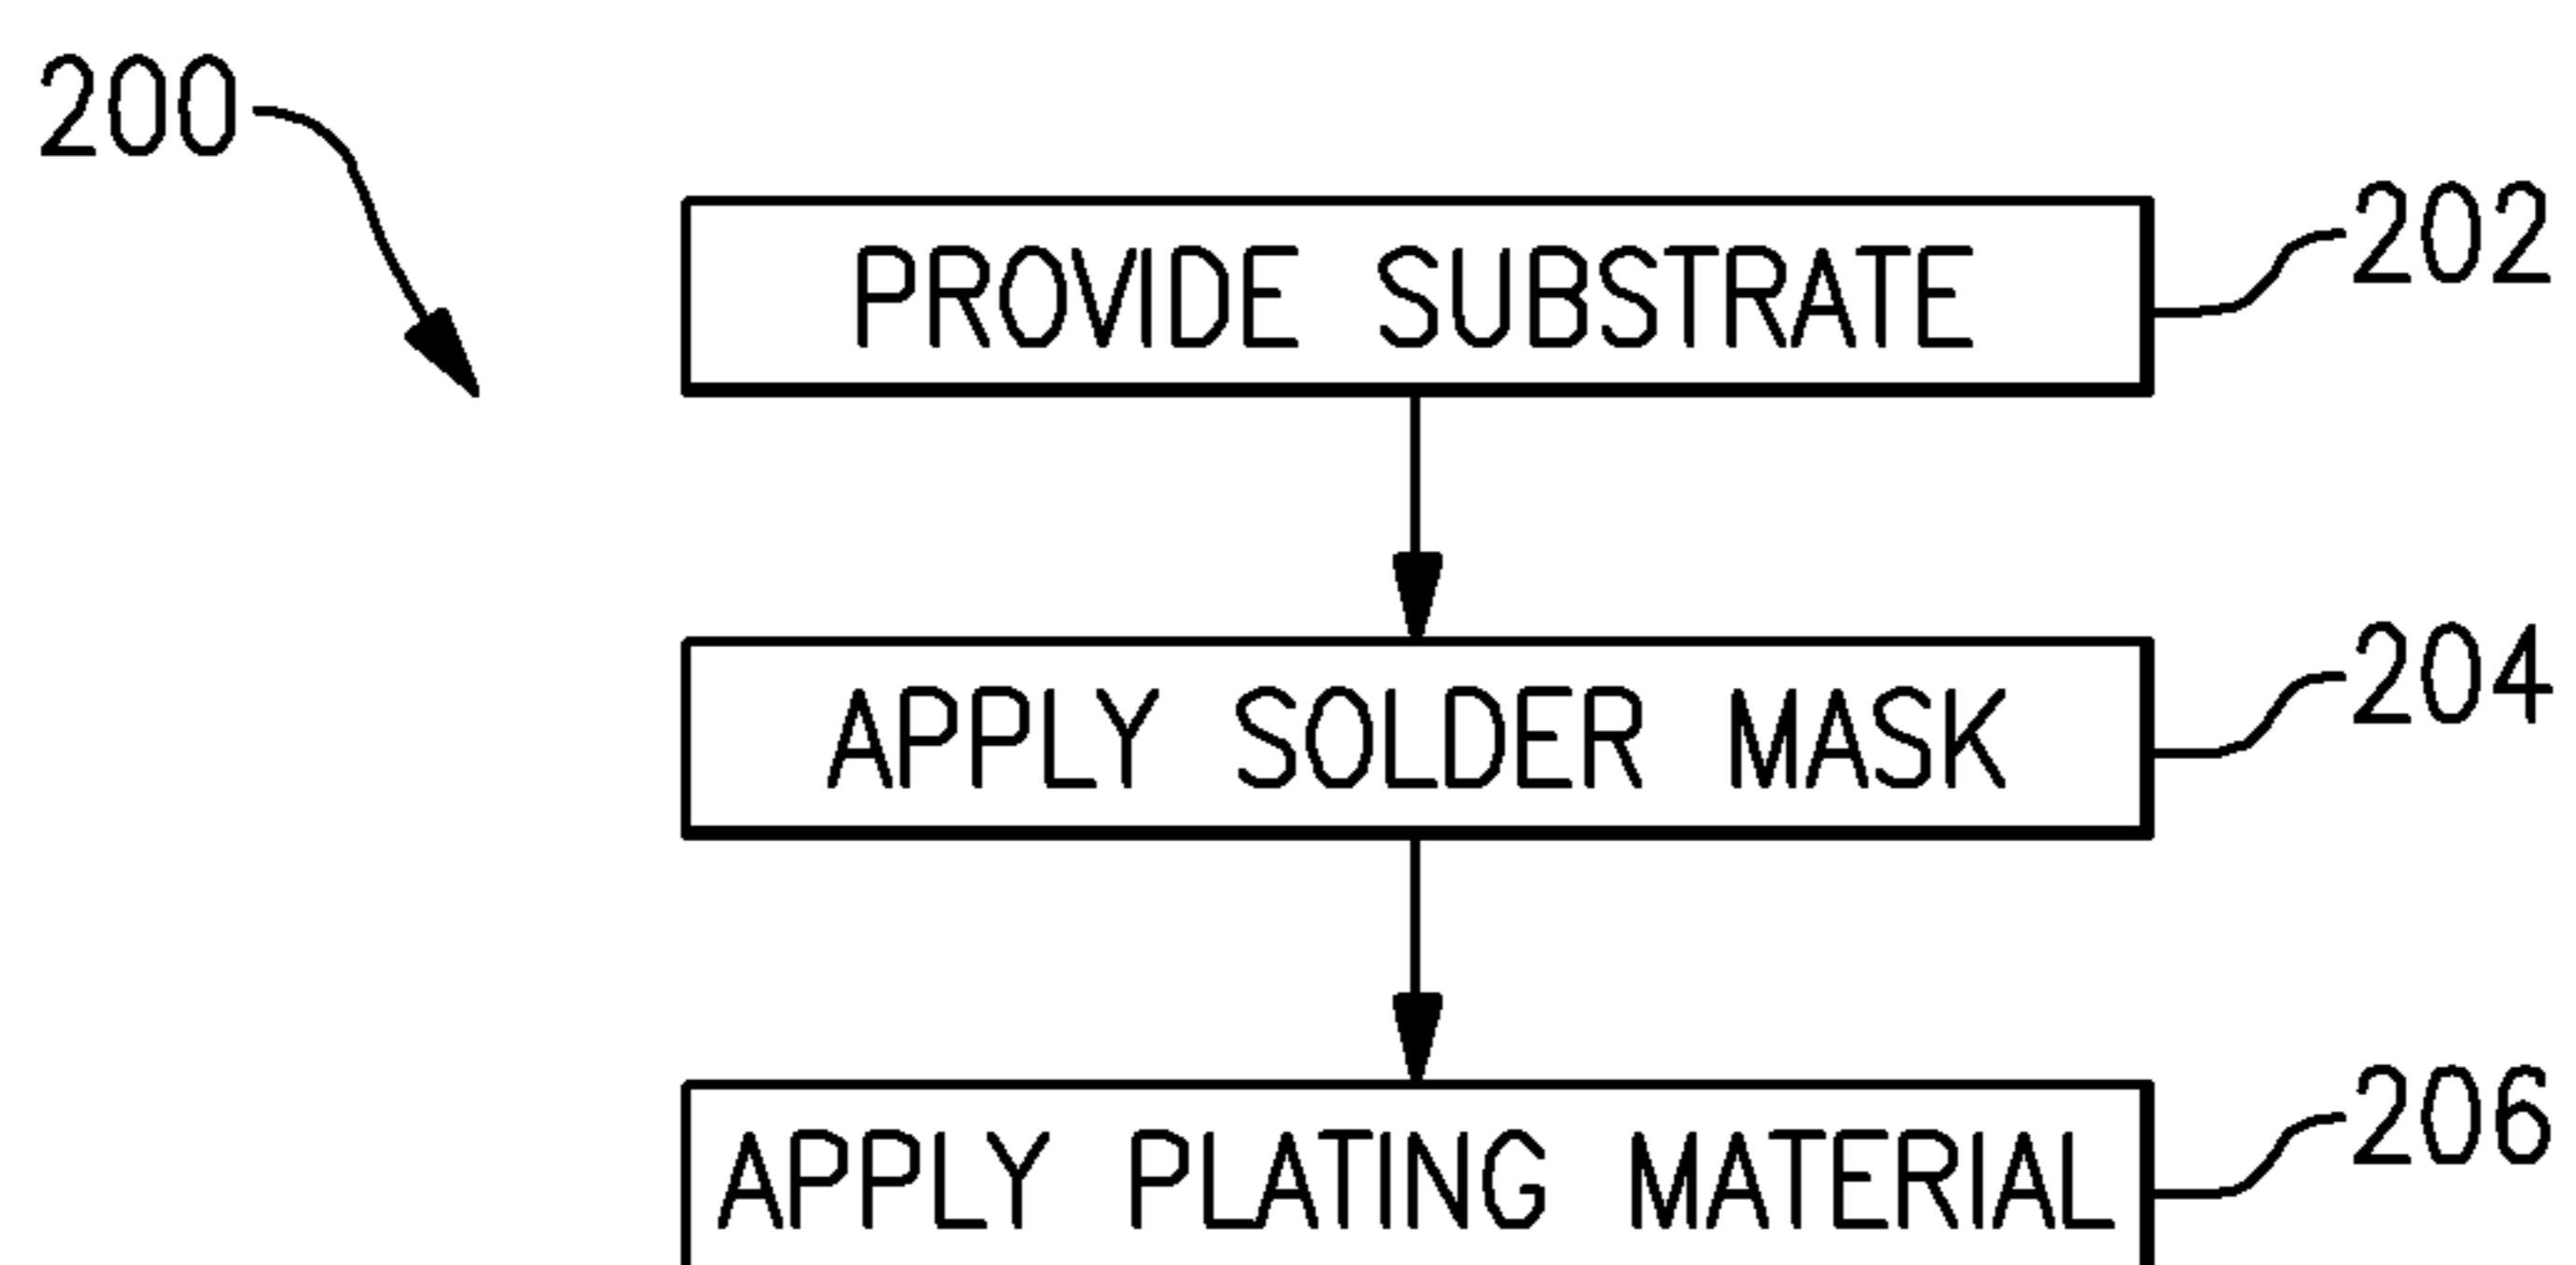 200
PROVIDE SUBSTRATE
202
APPLY SOLDER MASK
204
APPLY PLATING MATERIAL
206